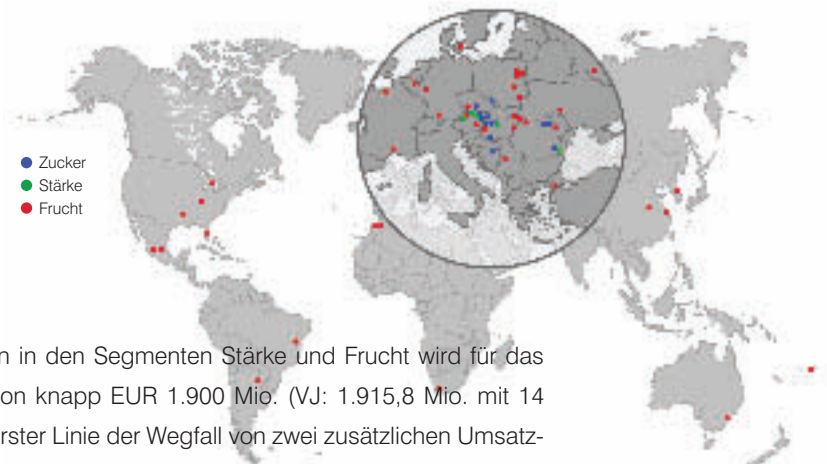 Zucker
Stärke
Frucht
n in den Segmenten Stärke und Frucht wird für das
on knapp EUR 1.900 Mio. (VJ: 1.915,8 Mio. mit 14
rster Linie der Wegfall von zwei zusätzlichen Umsatz-